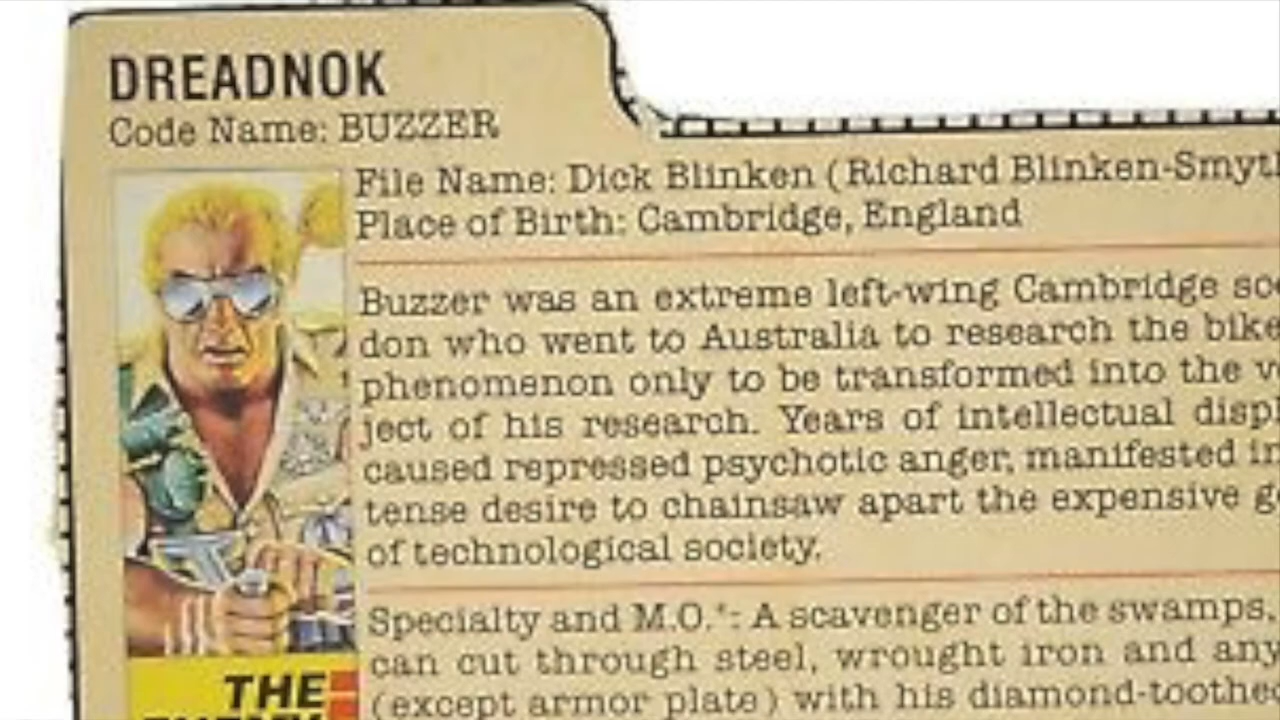 DREADNOK
Code Name: BUZZER
File Name: Dick Blinken (Richard Blinken-Smyt
Place of Birth: Cambridge, England
Buzzer was an extreme left-wing Cambridge so
don who went to Australia to research the bike
phenomenon only to be transformed into the v
ject of his research. Years of intellectual displ
caused repressed psychotic anger, manifested in
tense desire to chainsaw apart the expensive g
of technological society.
Specialty and M.O.*: A scavenger of the swamps,
can cut through steel, wrought iron and any
(except armor plate) with his diamond-toothed
THE
ENEMY